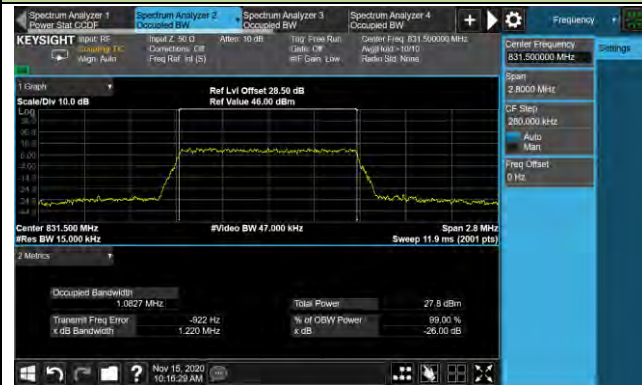 Spectrum Analyzer 1
Power Stat CCDF
Spectrum Analyzer 2
Occupied BW
Spectrum Analyzer 3
Occupied BW
Spectrum Analyzer 4
Occupied BW
Frequency
KEYSIGHT
Input: RF
Coupling: DC
Align: Auto
Input Z: 50 Ω
Corrections: Off
Freq Ref: Int (S)
Atten: 10 dB
Trig: Free Run
Gate: Off
#IF Gain: Low
Center Freq: 831.500000 MHz
Avg|Hold:>10/10
Radio Std: None
Center Frequency
831.500000 MHz
Settings
Span
2.8000 MHz
CF Step
280.000 kHz
Auto
Man
Freq Offset
0 Hz
1 Graph
Scale/Div 10.0 dB
Ref Lvl Offset 28.50 dB
Ref Value 46.00 dBm
Log
Center 831.500 MHz
#Res BW 15.000 kHz
#Video BW 47.000 kHz
Span 2.8 MHz
Sweep 11.9 ms (2001 pts)
2 Metrics
Occupied Bandwidth
1.0827 MHz
Total Power
27.8 dBm
Transmit Freq Error
-922 Hz
% of OBW Power
99.00 %
x dB Bandwidth
1.220 MHz
x dB
-26.00 dB
Nov 15, 2020
10:16:29 AM